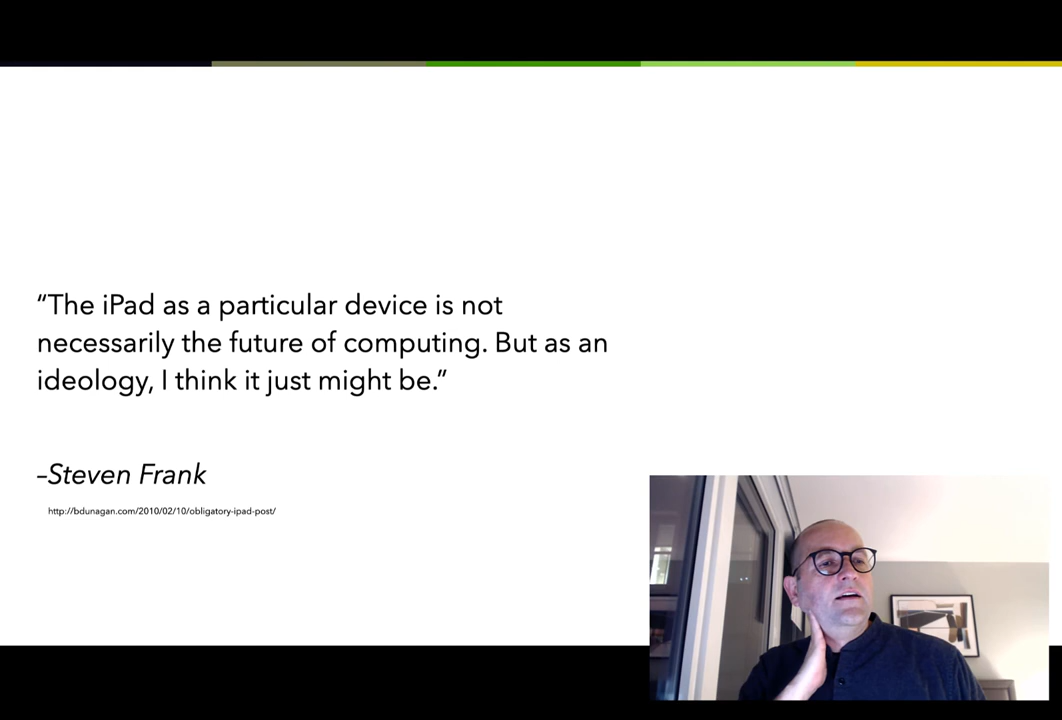 “The iPad as a particular device is not
necessarily the future of computing. But as an
ideology, I think it just might be.”
–Steven Frank
http://bdunagan.com/2010/02/10/obligatory-ipad-post/